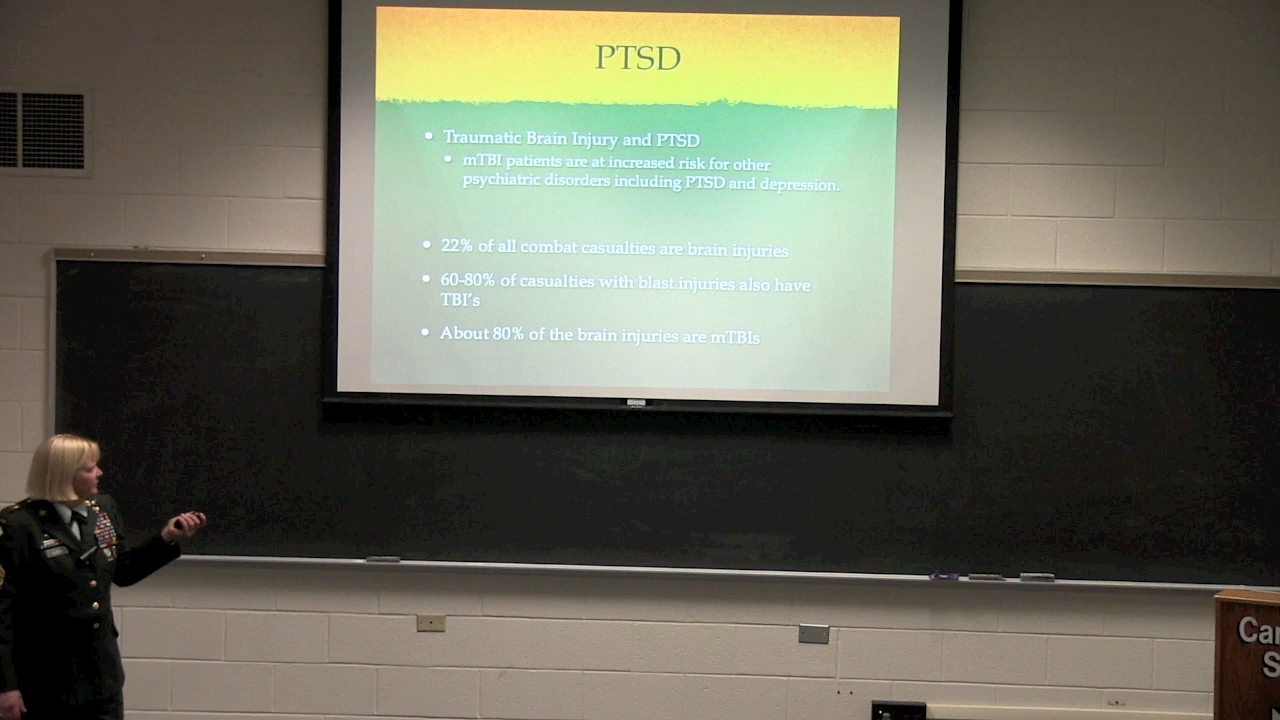 PTSD
• Traumatic Brain Injury and PTSD
• mTBI patients are at increased risk for other
psychiatric disorders including PTSD and depression.
• 22% of all combat casualties are brain injuries
• 60-80% of casualties with blast injuries also have
TBI's
• About 80% of the brain injuries are mTBIs